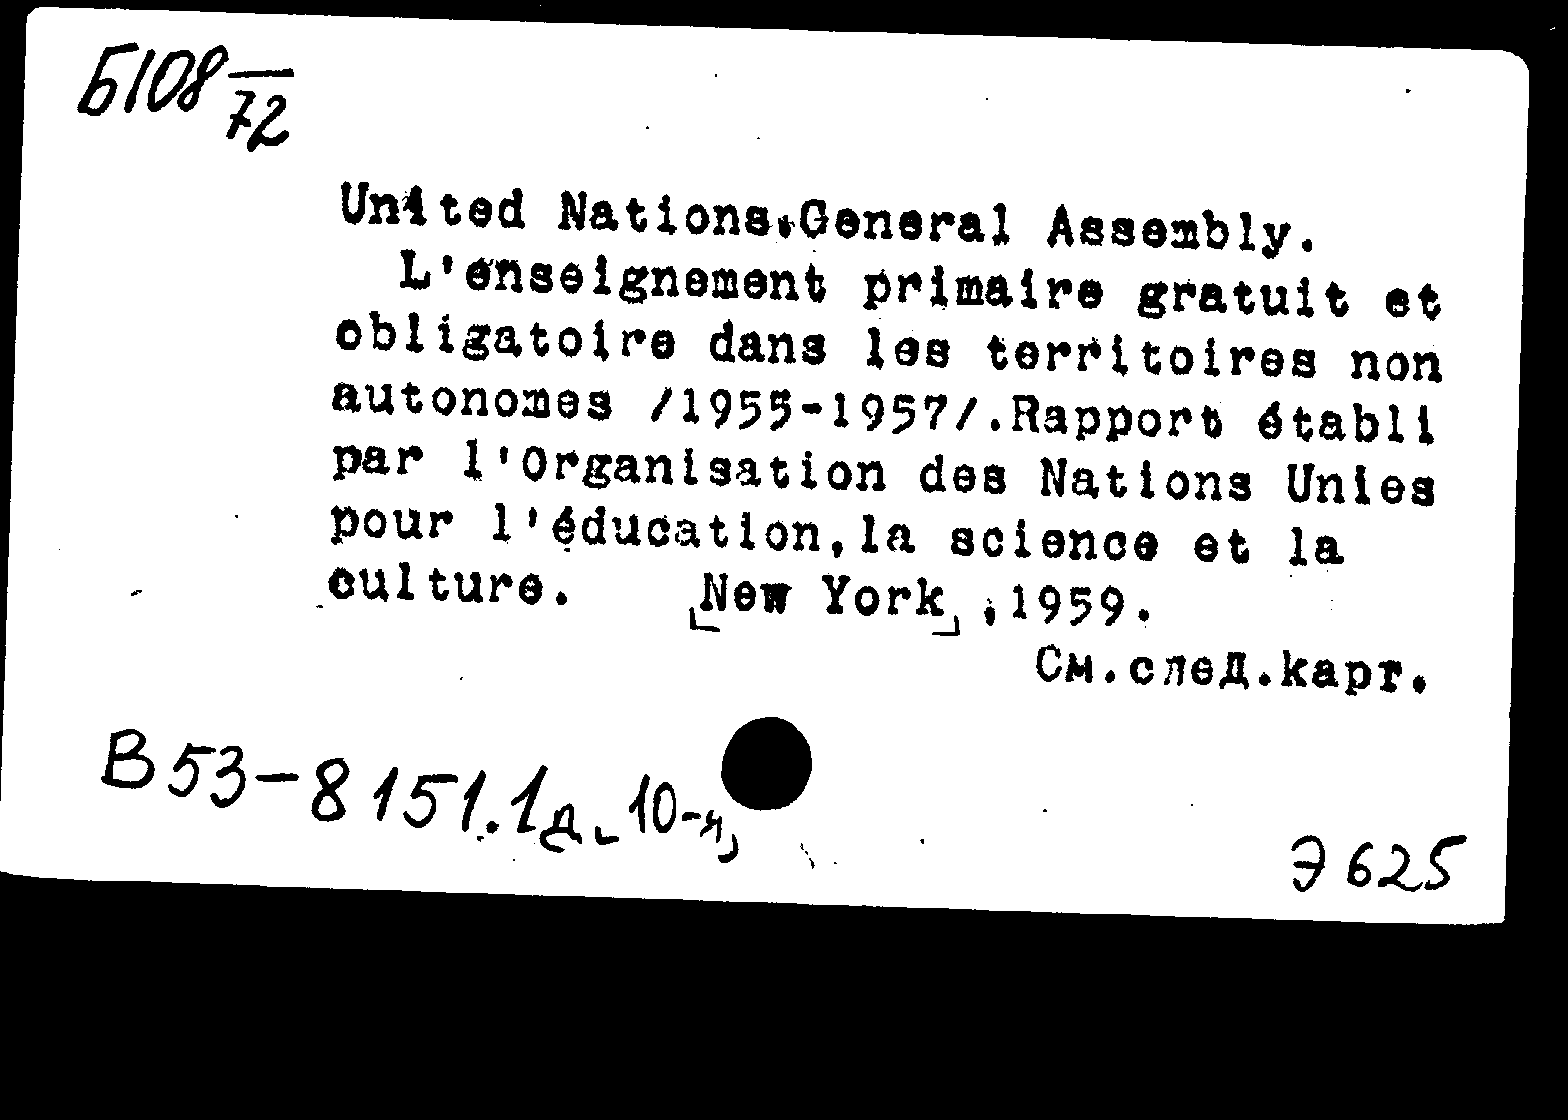 Б108
72
United Nations.General Assembly.
L'enseignement primaire gratuit et
obligatoire dans les territoires non
autonomes /1955-1957/.Rapport établi
par l'Organisation des Nations Unies
pour l'éducation,la science et la
culture. [New York] ,1959.
См.след.карт.
В53-8151.1д [10-я]
Э625